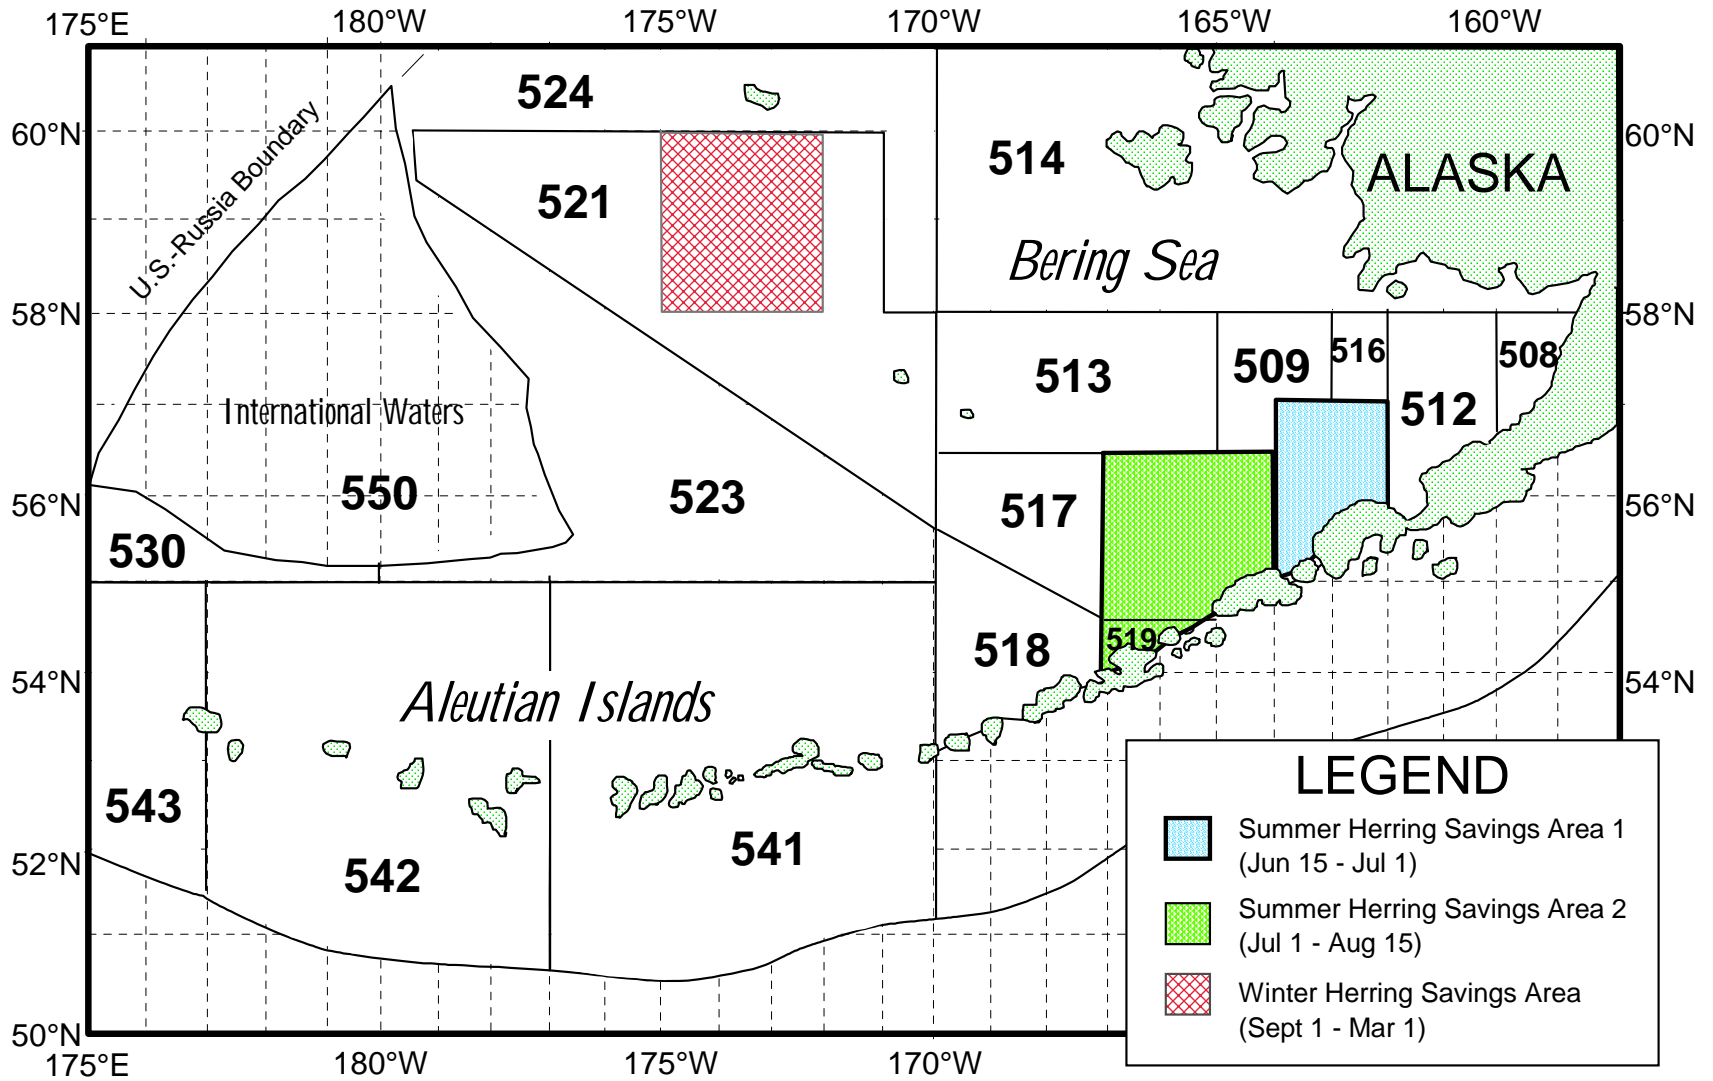 175°E 180°W 175°W 170°W 165°W 160°W
524
60°N
60°N
514
ALASKA
U.S.-Russia Boundary
521
Bering Sea
58°N
58°N
513
509
516
508
512
International Waters
550
523
517
56°N
56°N
530
519
518
54°N
54°N
Aleutian Islands
543
542
541
52°N
50°N
175°E 180°W 175°W 170°W
LEGEND
Summer Herring Savings Area 1
(Jun 15 - Jul 1)
Summer Herring Savings Area 2
(Jul 1 - Aug 15)
Winter Herring Savings Area
(Sept 1 - Mar 1)